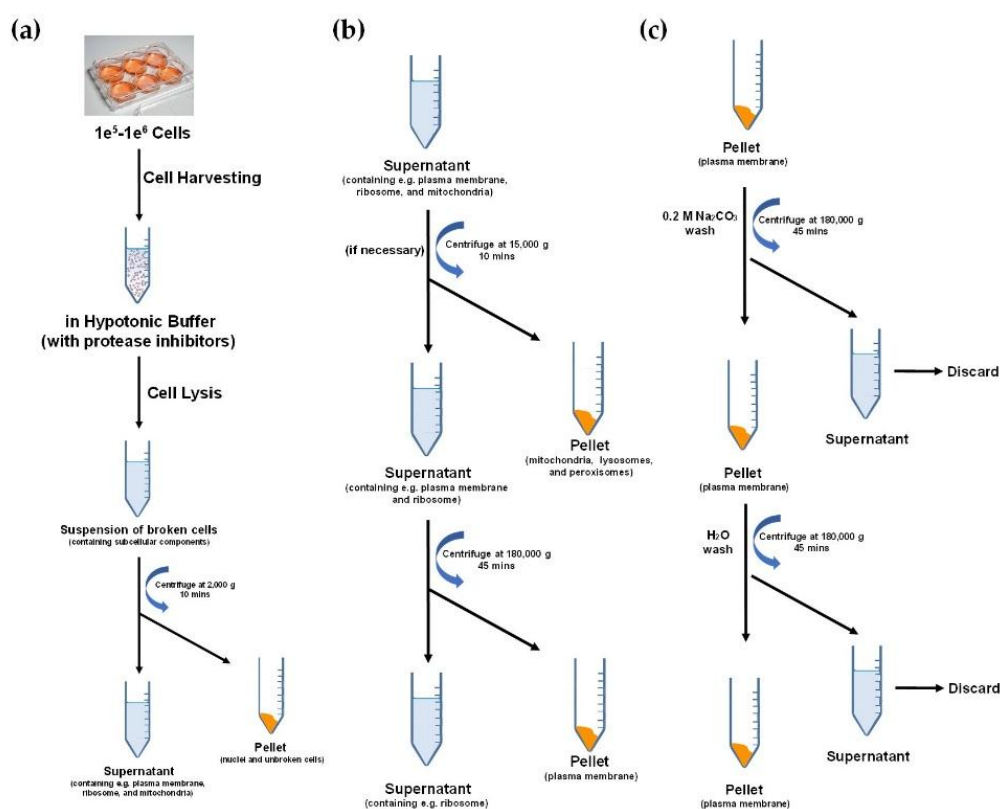 (a)
1e⁵-1e⁶ Cells
Cell Harvesting
in Hypotonic Buffer
(with protease inhibitors)
Cell Lysis
Suspension of broken cells
(containing subcellular components)
Centrifuge at 2,000 g
10 mins
Pellet
(nuclei and unbroken cells)
Supernatant
(containing e.g. plasma membrane,
ribosome, and mitochondria)
(b)
Supernatant
(containing e.g. plasma membrane,
ribosome, and mitochondria)
(if necessary)
Centrifuge at 15,000 g
10 mins
Pellet
(mitochondria, lysosomes,
and peroxisomes)
Supernatant
(containing e.g. plasma membrane
and ribosome)
Centrifuge at 180,000 g
45 mins
Pellet
(plasma membrane)
Supernatant
(containing e.g. ribosome)
(c)
Pellet
(plasma membrane)
0.2 M Na₂CO₃
wash
Centrifuge at 180,000 g
45 mins
Discard
Supernatant
Pellet
(plasma membrane)
H₂O
wash
Centrifuge at 180,000 g
45 mins
Discard
Supernatant
Pellet
(plasma membrane)